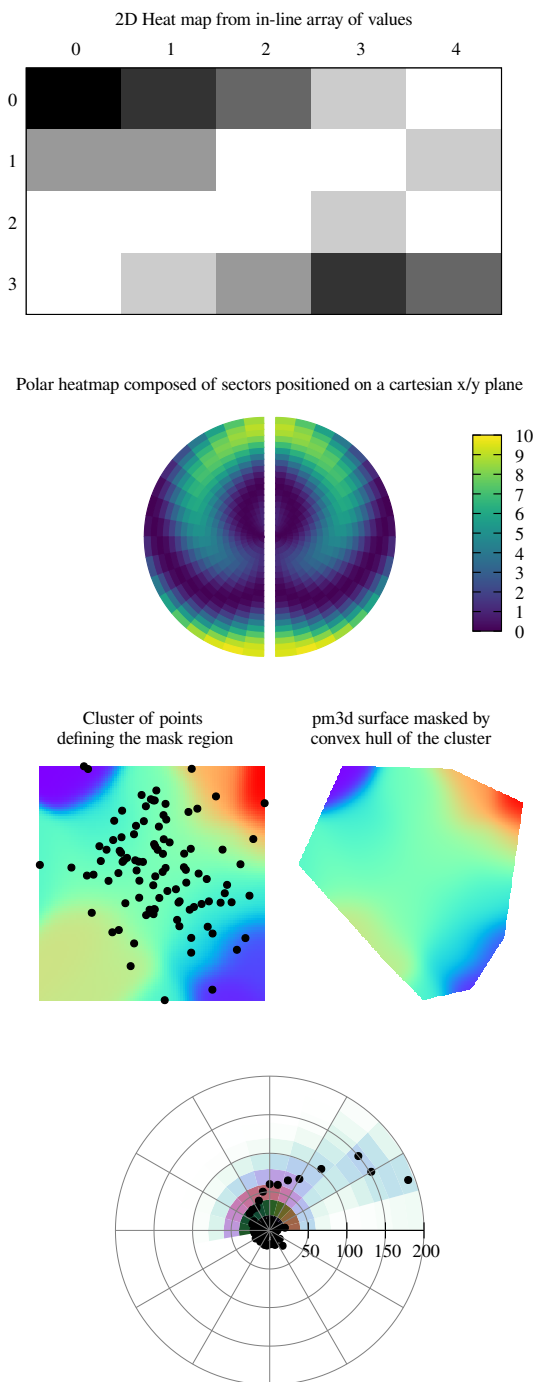 2D Heat map from in-line array of values
0 1 2 3 4
0
1
2
3
Polar heatmap composed of sectors positioned on a cartesian x/y plane
10
9
8
7
6
5
4
3
2
1
0
Cluster of points
defining the mask region
pm3d surface masked by
convex hull of the cluster
50 100 150 200